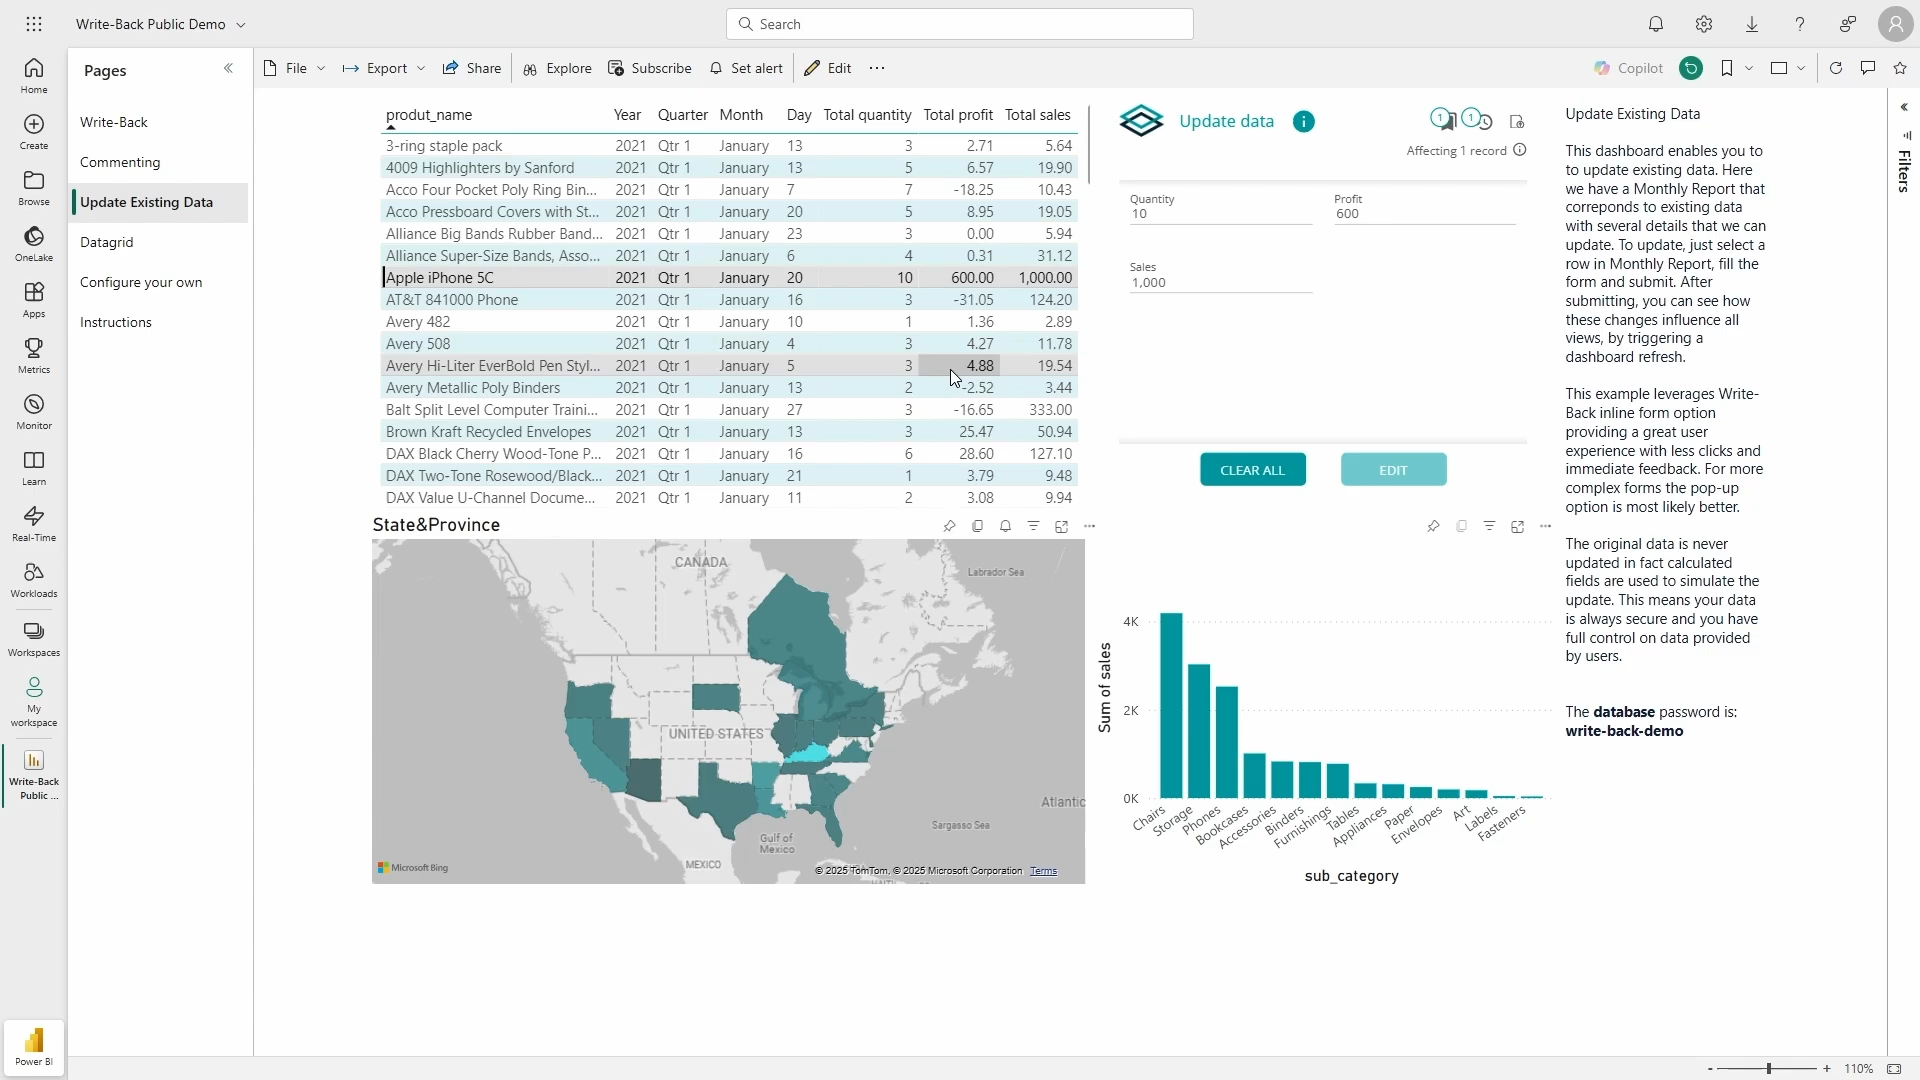 Write-Back Public Demo
Search
Home
Create
Browse
OneLake
Apps
Metrics
Monitor
Learn
Real-Time
Workloads
Workspaces
My
workspace
Write-Back
Public ...
Power BI
Pages
Write-Back
Commenting
Update Existing Data
Datagrid
Configure your own
Instructions
File Export Share Explore Subscribe Set alert Edit
Copilot
produt_name Year Quarter Month Day Total quantity Total profit Total sales
3-ring staple pack 2021 Qtr 1 January 13 3 2.71 5.64
4009 Highlighters by Sanford 2021 Qtr 1 January 13 5 6.57 19.90
Acco Four Pocket Poly Ring Bin... 2021 Qtr 1 January 7 7 -18.25 10.43
Acco Pressboard Covers with St... 2021 Qtr 1 January 20 5 8.95 19.05
Alliance Big Bands Rubber Band... 2021 Qtr 1 January 23 3 0.00 5.94
Alliance Super-Size Bands, Asso... 2021 Qtr 1 January 6 4 0.31 31.12
Apple iPhone 5C 2021 Qtr 1 January 20 10 600.00 1,000.00
AT&T 841000 Phone 2021 Qtr 1 January 16 3 -31.05 124.20
Avery 482 2021 Qtr 1 January 10 1 1.36 2.89
Avery 508 2021 Qtr 1 January 4 3 4.27 11.78
Avery Hi-Liter EverBold Pen Styl... 2021 Qtr 1 January 5 3 4.88 19.54
Avery Metallic Poly Binders 2021 Qtr 1 January 13 2 -2.52 3.44
Balt Split Level Computer Traini... 2021 Qtr 1 January 27 3 -16.65 333.00
Brown Kraft Recycled Envelopes 2021 Qtr 1 January 13 3 25.47 50.94
DAX Black Cherry Wood-Tone P... 2021 Qtr 1 January 16 6 28.60 127.10
DAX Two-Tone Rosewood/Black... 2021 Qtr 1 January 21 1 3.79 9.48
DAX Value U-Channel Docume... 2021 Qtr 1 January 11 2 3.08 9.94
Update data
1 1
Affecting 1 record
Quantity
10
Profit
600
Sales
1,000
CLEAR ALL EDIT
Update Existing Data
This dashboard enables you to
to update existing data. Here
we have a Monthly Report that
correponds to existing data
with several details that we can
update. To update, just select a
row in Monthly Report, fill the
form and submit. After
submitting, you can see how
these changes influence all
views, by triggering a
dashboard refresh.
This example leverages Write-
Back inline form option
providing a great user
experience with less clicks and
immediate feedback. For more
complex forms the pop-up
option is most likely better.
The original data is never
updated in fact calculated
fields are used to simulate the
update. This means your data
is always secure and you have
full control on data provided
by users.
The database password is:
write-back-demo
Filters
State&Province
CANADA
Labrador Sea
UNITED STATES
Atlantic
Sargasso Sea
Gulf of
Mexico
MEXICO
Microsoft Bing
© 2025 TomTom, © 2025 Microsoft Corporation Terms
Sum of sales
4K
2K
0K
Chairs
Storage
Phones
Bookcases
Accessories
Binders
Furnishings
Tables
Appliances
Paper
Envelopes
Art
Labels
Fasteners
sub_category
- + 110%